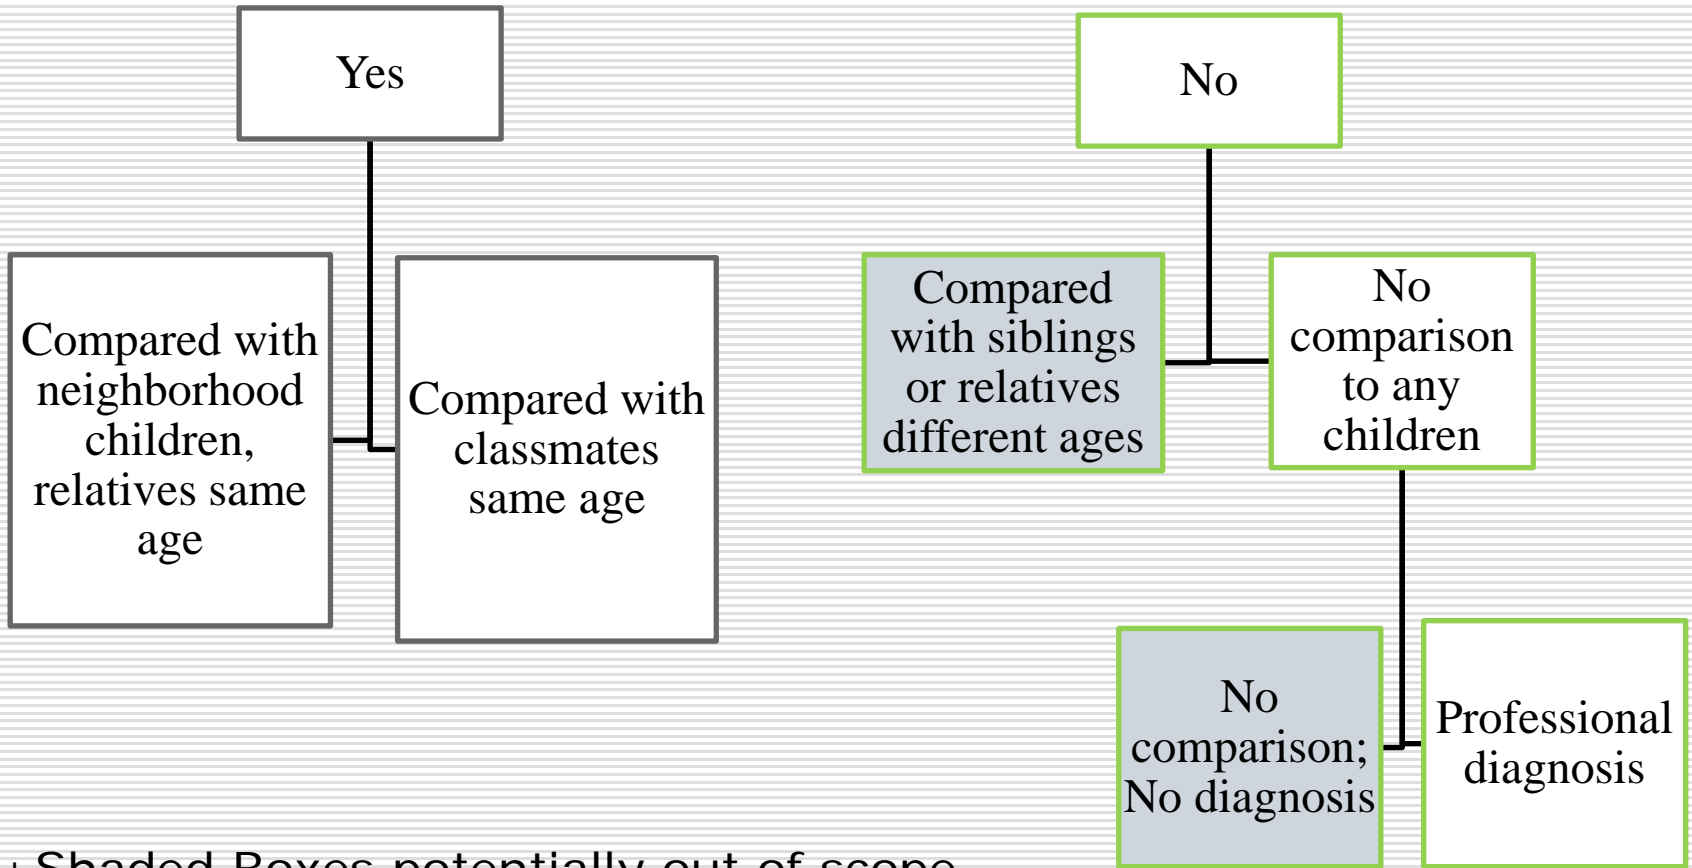 Yes
No
Compared with
neighborhood
children,
relatives same
age
Compared with
classmates
same age
Compared
with siblings
or relatives
different ages
No
comparison
to any
children
No
comparison;
No diagnosis
Professional
diagnosis
Shaded Boxes potentially out of scope